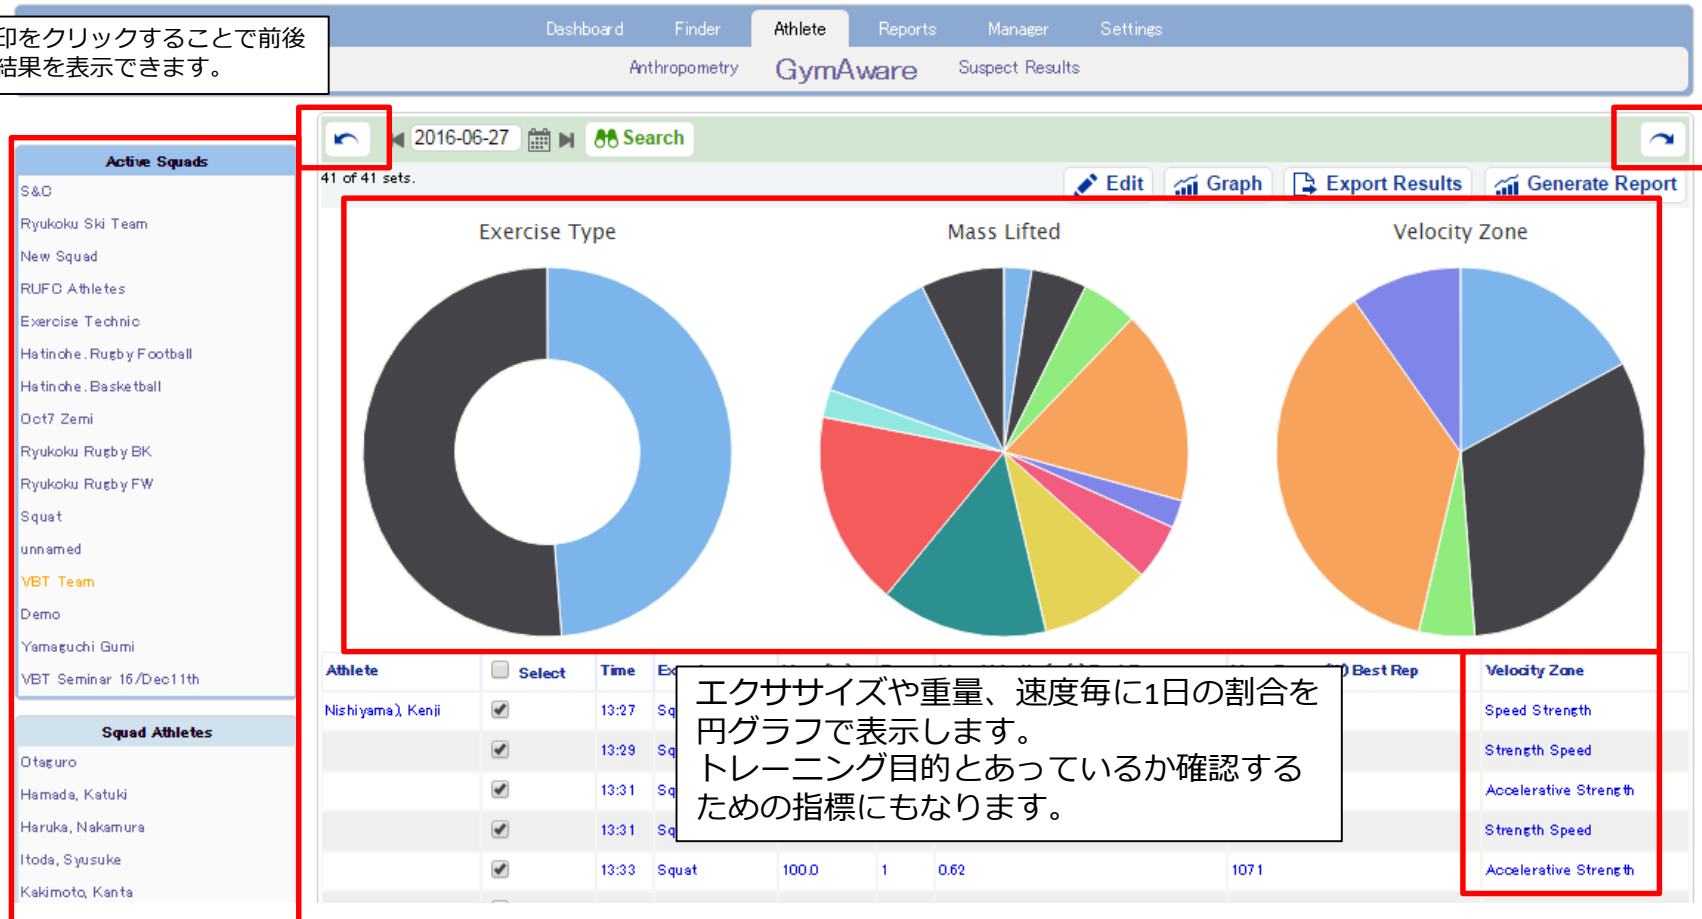 印をクリックすることで前後
結果を表示できます。
Dashboard Finder Athlete Reports Manager Settings
Anthropometry GymAware Suspect Results
2016-06-27 Search
41 of 41 sets.
Edit Graph Export Results Generate Report
Active Squads
S&C
Ryukoku Ski Team
New Squad
RUFC Athletes
Exercise Technic
Hatinohe.Rugby Football
Hatinohe.Basketball
Oct7 Zemi
Ryukoku Rugby BK
Ryukoku Rugby FW
Squat
unnamed
VBT Team
Demo
Yamaguchi Gumi
VBT Seminar 16/Dec11th
Squad Athletes
Otaguro
Hamada, Katuki
Haruka, Nakamura
Itoda, Syusuke
Kakimoto, Kanta
Exercise Type Mass Lifted Velocity Zone
Athlete Select Time Best Rep Velocity Zone
Nishiyama), Kenji 13:27 Speed Strength
13:29 Strength Speed
13:31 Accelerative Strength
13:31 Strength Speed
13:33 Squat 100.0 1 0.62 1071 Accelerative Strength
エクササイズや重量、速度毎に1日の割合を
円グラフで表示します。
トレーニング目的とあっているか確認する
ための指標にもなります。